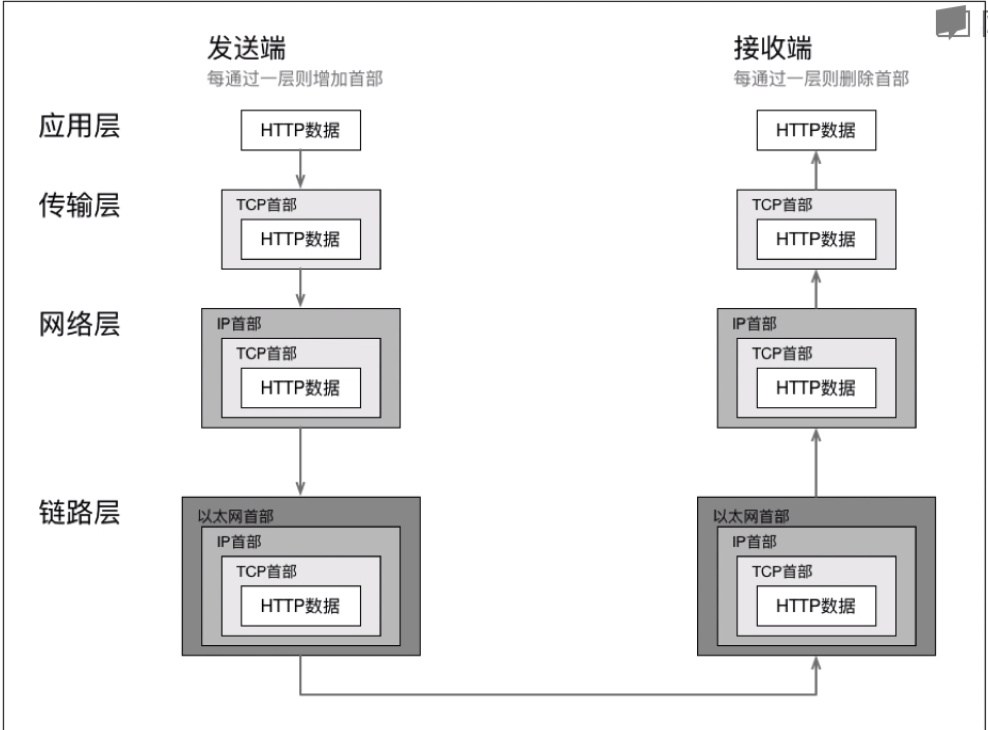 发送端
每通过一层则增加首部
接收端
每通过一层则删除首部
应用层
HTTP数据
HTTP数据
传输层
TCP首部
HTTP数据
TCP首部
HTTP数据
网络层
IP首部
TCP首部
HTTP数据
IP首部
TCP首部
HTTP数据
链路层
以太网首部
IP首部
TCP首部
HTTP数据
以太网首部
IP首部
TCP首部
HTTP数据